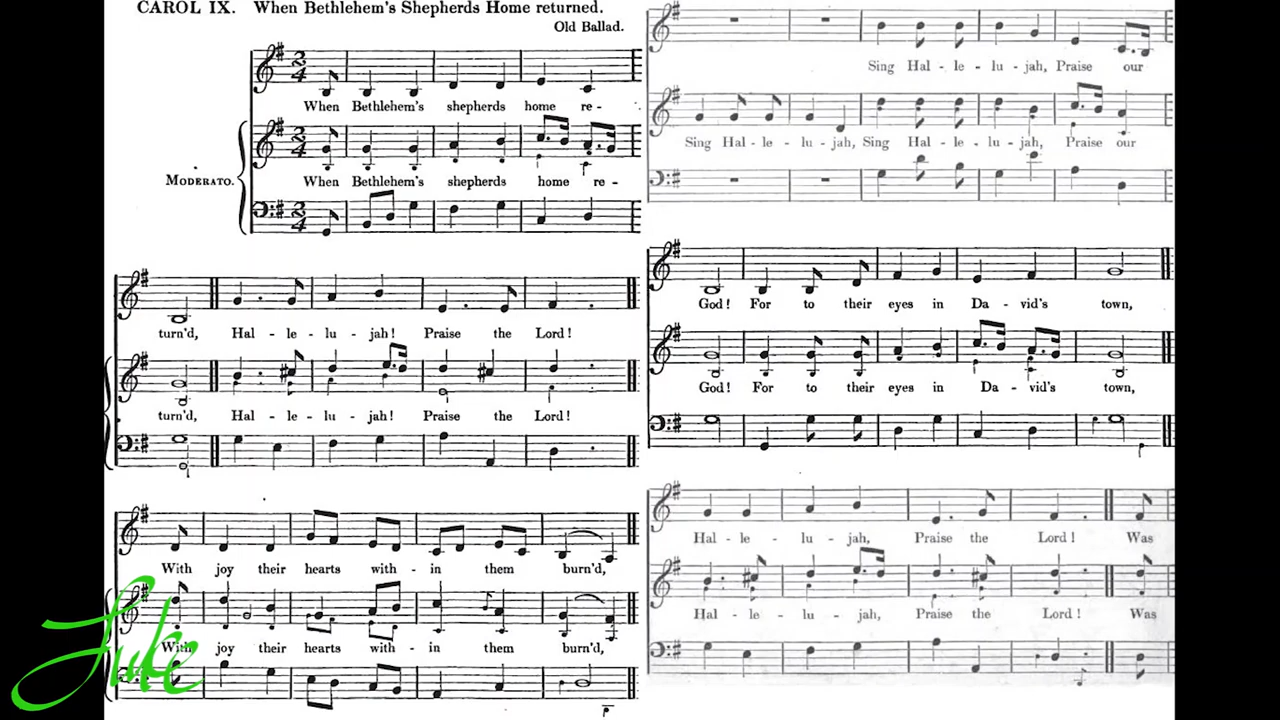 CAROL IX. When Bethlehem's Shepherds Home returned.
Old Ballad.
When Bethlehem's shepherds home re-
MODERATO.
When Bethlehem's shepherds home re-
turn'd, Hal - le - lu - jah! Praise the Lord!
turn'd, Hal - le - lu - jah! Praise the Lord!
With joy their hearts with - in them burn'd,
With joy their hearts with - in them burn'd,
Luke
Sing Hal - le - lu - jah, Praise our
Sing Hal - le - lu - jah, Sing Hal - le - lu - jah, Praise our
God! For to their eyes in Da - vid's town,
God! For to their eyes in Da - vid's town,
Hal - le - lu - jah, Praise the Lord! Was
Hal - le - lu - jah, Praise the Lord! Was